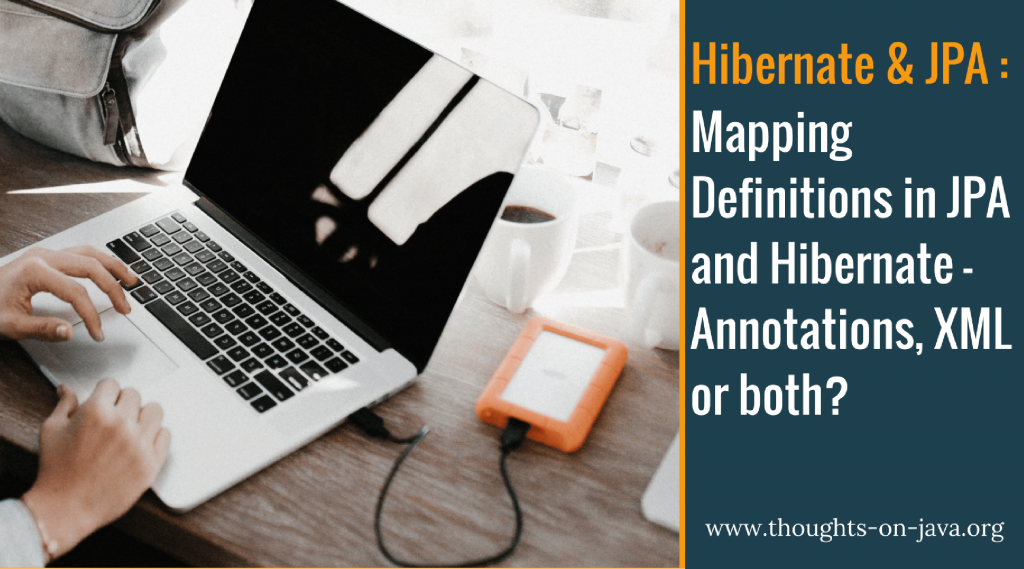 Hibernate & JPA :
Mapping
Definitions in JPA
and Hibernate -
Annotations, XML
or both?
www.thoughts-on-java.org